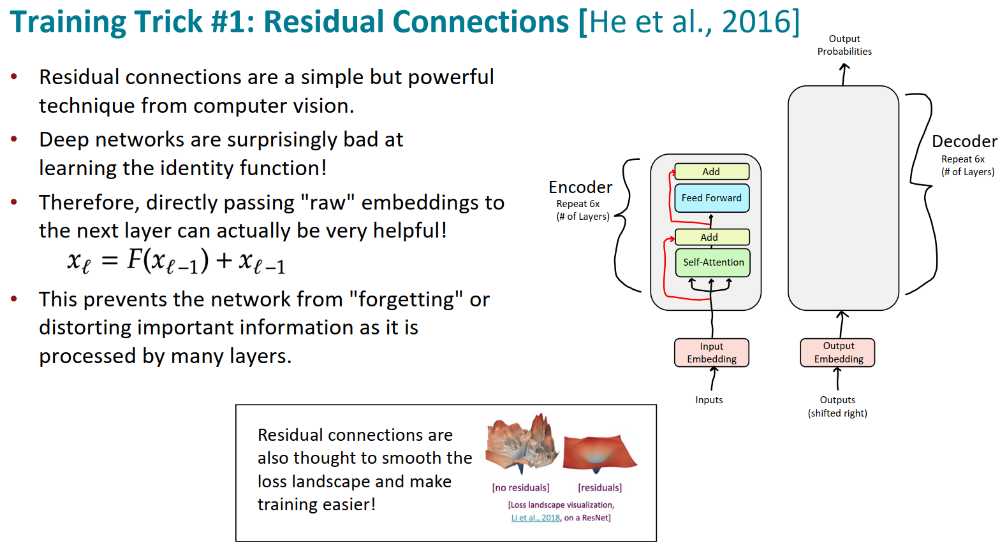 Training Trick #1: Residual Connections [He et al., 2016]
• Residual connections are a simple but powerful
technique from computer vision.
• Deep networks are surprisingly bad at
learning the identity function!
• Therefore, directly passing "raw" embeddings to
the next layer can actually be very helpful!
xℓ = F(xℓ−1) + xℓ−1
• This prevents the network from "forgetting" or
distorting important information as it is
processed by many layers.
Residual connections are
also thought to smooth the
loss landscape and make
training easier!
[no residuals]
[residuals]
[Loss landscape visualization,
Li et al., 2018, on a ResNet]
Encoder
Repeat 6x
(# of Layers)
Add
Feed Forward
Add
Self-Attention
Input
Embedding
Inputs
Output
Probabilities
Decoder
Repeat 6x
(# of Layers)
Output
Embedding
Outputs
(shifted right)